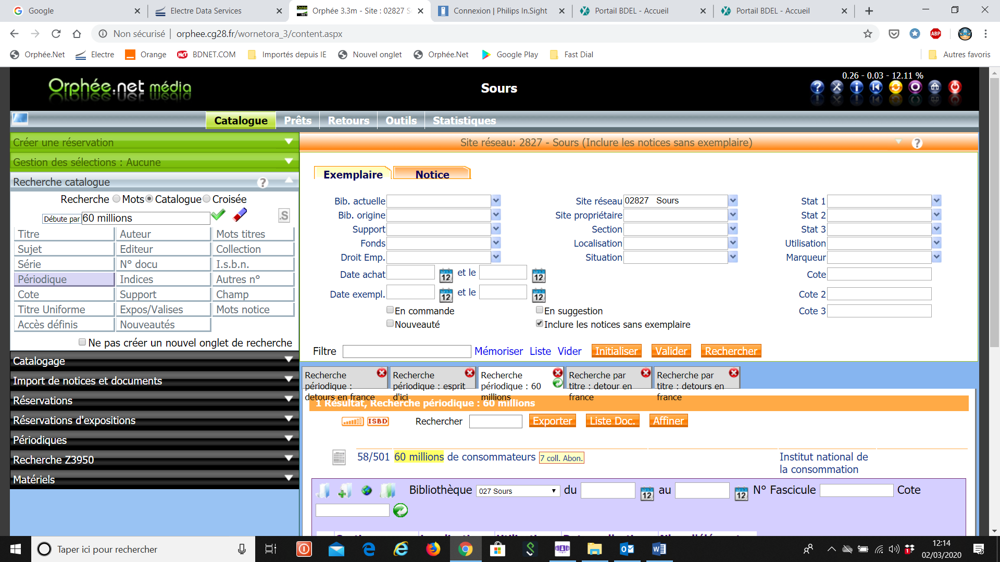 Google
Electre Data Services
Orphée 3.3m - Site : 02827 S
Connexion | Philips In.Sight
Portail BDEL - Accueil
Portail BDEL - Accueil
Non sécurisé | orphee.cg28.fr/wornetora_3/content.aspx
ABP
Orphée.Net
Electre
Orange
BDNET.COM
Importés depuis IE
Nouvel onglet
Orphée.Net
Google Play
Fast Dial
Autres favoris
Orphée.net média
Sours
0.26 - 0.03 - 12.11 %
Catalogue
Prêts
Retours
Outils
Statistiques
Créer une réservation
Gestion des sélections : Aucune
Recherche catalogue ?
Recherche Mots Catalogue Croisée
Débute par 60 millions .S
Titre Auteur Mots titres
Sujet Editeur Collection
Série N° docu I.s.b.n.
Périodique Indices Autres n°
Cote Support Champ
Titre Uniforme Expos/Valises Mots notice
Accès définis Nouveautés
Ne pas créer un nouvel onglet de recherche
Catalogage
Import de notices et documents
Réservations
Réservations d'expositions
Périodiques
Recherche Z3950
Matériels
Site réseau: 2827 - Sours (Inclure les notices sans exemplaire) ?
Exemplaire Notice
Bib. actuelle Site réseau 02827 Sours Stat 1
Bib. origine Site propriétaire Stat 2
Support Section Stat 3
Fonds Localisation Utilisation
Droit Emp. Situation Marqueur
Date achat 12 et le 12 Cote
Date exempl. 12 et le 12 Cote 2
En commande En suggestion Cote 3
Nouveauté Inclure les notices sans exemplaire
Filtre Mémoriser Liste Vider Initialiser Valider Rechercher
Recherche périodique : detours en france
Recherche périodique : esprit d'ici
Recherche périodique : 60 millions
Recherche par titre : detour en france
Recherche par titre : detours en france
1 Résultat, Recherche périodique : 60 millions
ISBD Rechercher Exporter Liste Doc. Affiner
58/501 60 millions de consommateurs 7 coll. Abon. Institut national de
la consommation
Bibliothèque 027 Sours du 12 au 12 N° Fascicule Cote
Taper ici pour rechercher
12:14
02/03/2020